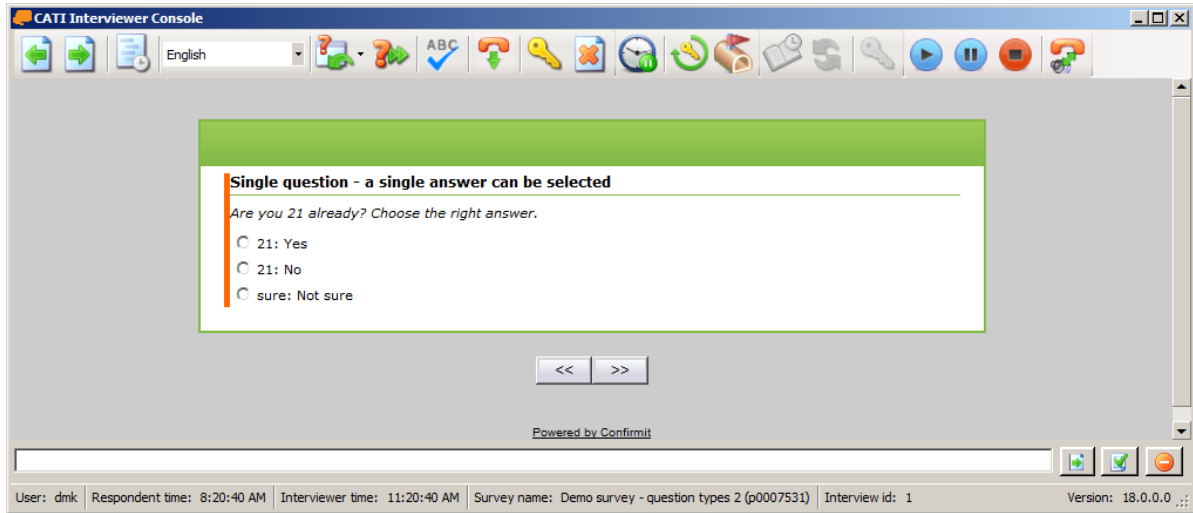 CATI Interviewer Console
English
ABC
Single question - a single answer can be selected
Are you 21 already? Choose the right answer.
21: Yes
21: No
sure: Not sure
<< >>
Powered by Confirmit
User: dmk Respondent time: 8:20:40 AM Interviewer time: 11:20:40 AM Survey name: Demo survey - question types 2 (p0007531) Interview id: 1 Version: 18.0.0.0